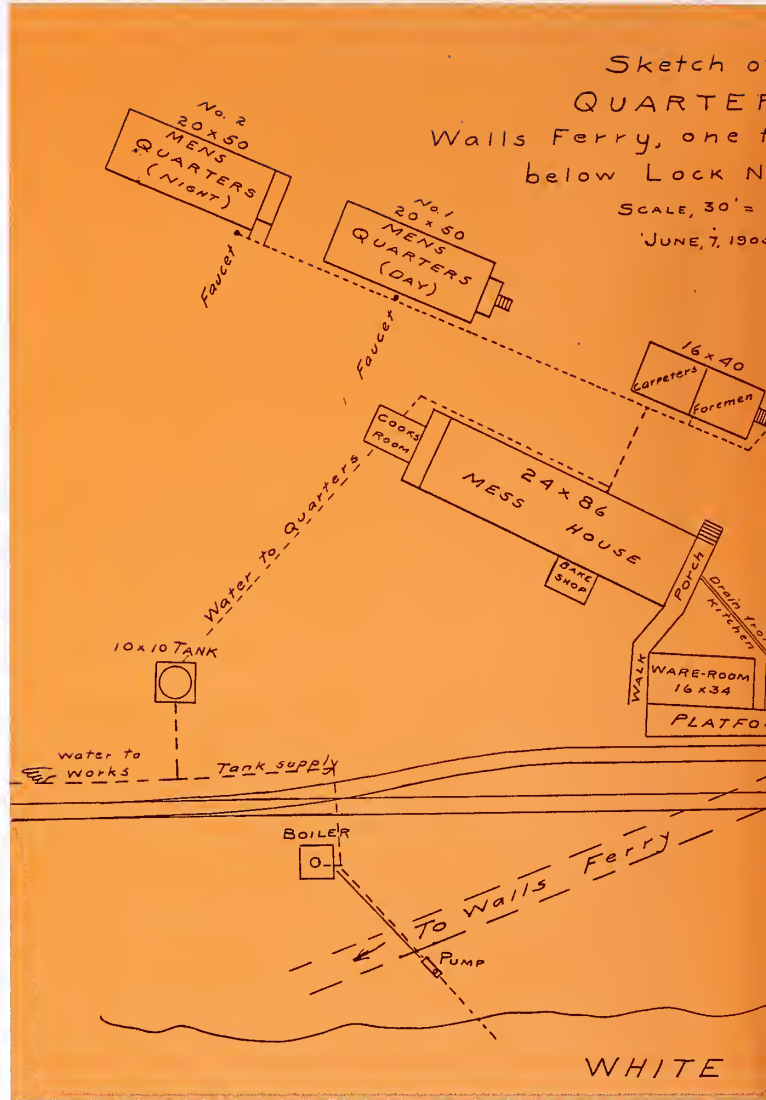 Sketch o
QUARTER
Walls Ferry, one
below LOCK N
SCALE, 30' =
JUNE, 7, 190
No. 2
20 x 50
MENS
QUARTERS
(NIGHT)
Faucet
No. 1
20 x 50
MENS
QUARTERS
(DAY)
Faucet
16 x 40
Carpeters
Foremen
COOKS
ROOM
24 x 86
MESS HOUSE
BAKE
SHOP
PORCH
Drain fro
Kitchen
WALK
WARE-ROOM
16 x 34
PLATFO
Water to Quarters
10 x 10 TANK
Water to
Works
Tank supply
BOILER
To Walls Ferry
PUMP
WHITE